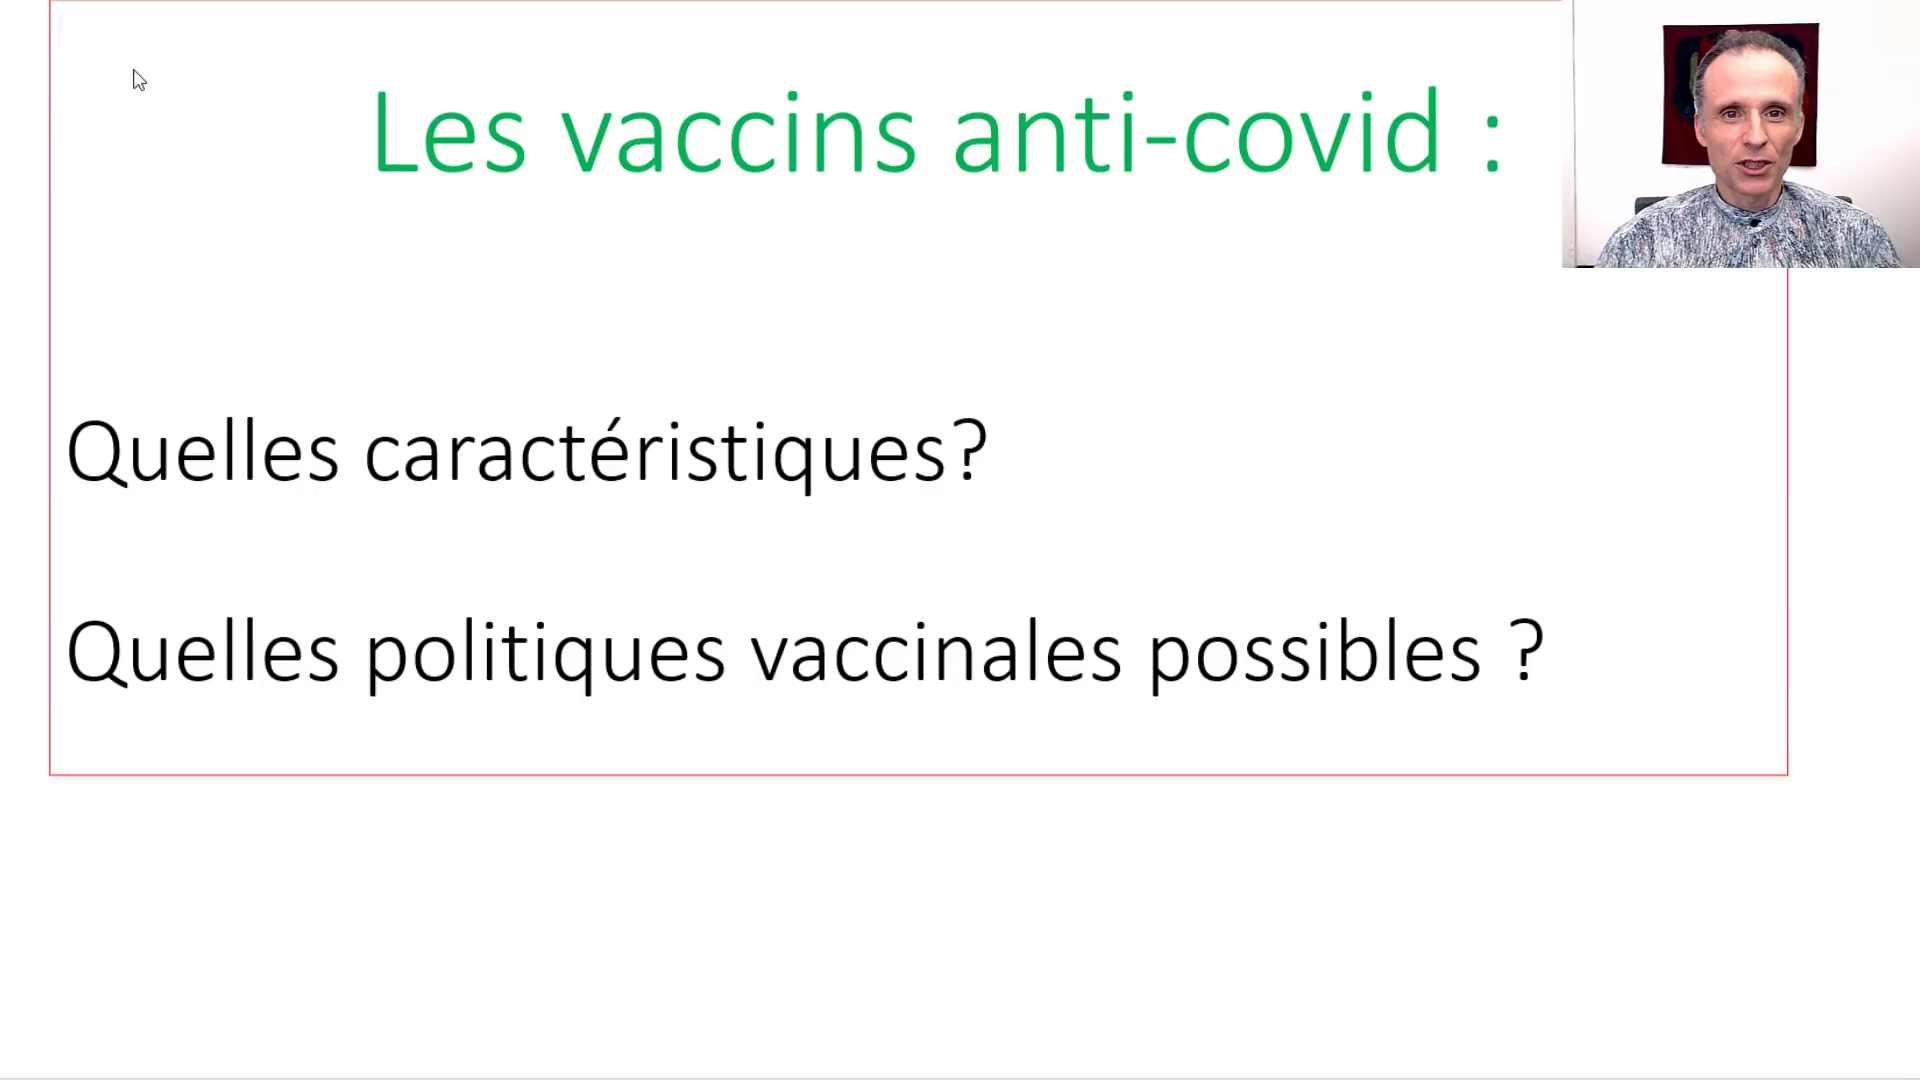 Les vaccins anti-covid :
Quelles caractéristiques?
Quelles politiques vaccinales possibles ?